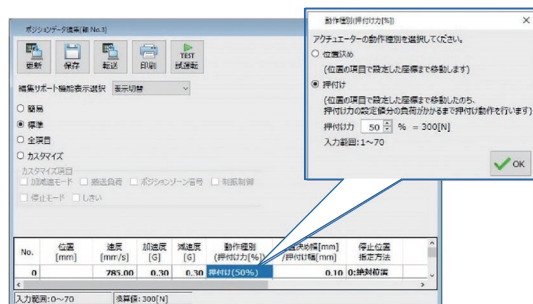 ポジションデータ編集[軸 No.3]
更新
保存
転送
印刷
TEST
試運転
編集サポート機能表示選択 表示切替
簡易
標準
全項目
カスタマイズ
カスタマイズ項目
加減速モード 搬送負荷 ポジションゾーン番号 制振制御
停止モード しきい
No. 位置 [mm] 速度 [mm/s] 加速度 [G] 減速度 [G] 動作種別 (押付け力[%]) 決め幅[mm] /押付け幅[mm] 停止位置 指定方法
0 785.00 0.30 0.30 押付け(50%) 0.10 0:絶対位置
入力範囲:0~70 換算値: 300[N]
動作種別(押付け力[%])
アクチュエーターの動作種別を選択してください。
位置決め
(位置の項目で設定した座標まで移動します)
押付け
(位置の項目で設定した座標まで移動したのち、
押付け力の設定値分の負荷がかかるまで押付け動作を行います)
押付け力 50 % = 300[N]
入力範囲:1~70
OK